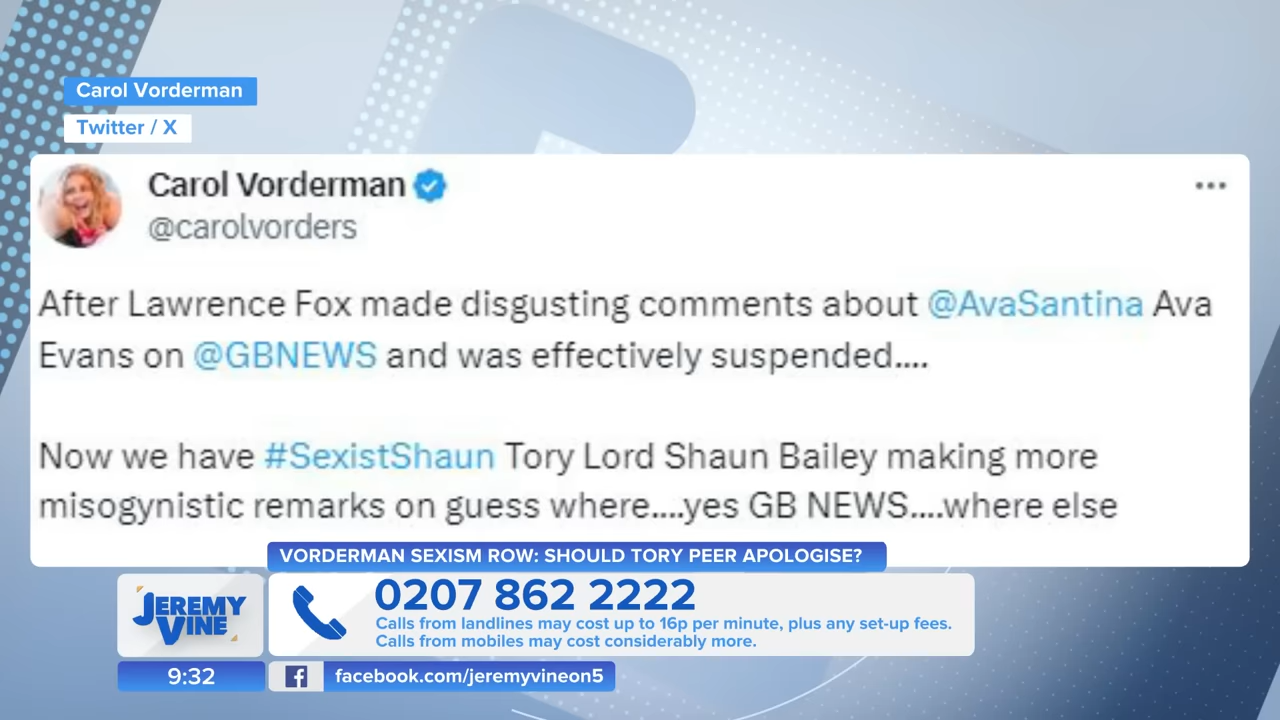 Carol Vorderman
Twitter / X
Carol Vorderman
@carolvorders
After Lawrence Fox made disgusting comments about @AvaSantina Ava
Evans on @GBNEWS and was effectively suspended....
Now we have #SexistShaun Tory Lord Shaun Bailey making more
misogynistic remarks on guess where....yes GB NEWS....where else
VORDERMAN SEXISM ROW: SHOULD TORY PEER APOLOGISE?
JEREMY
VINE
0207 862 2222
Calls from landlines may cost up to 16p per minute, plus any set-up fees.
Calls from mobiles may cost considerably more.
9:32
facebook.com/jeremyvineon5